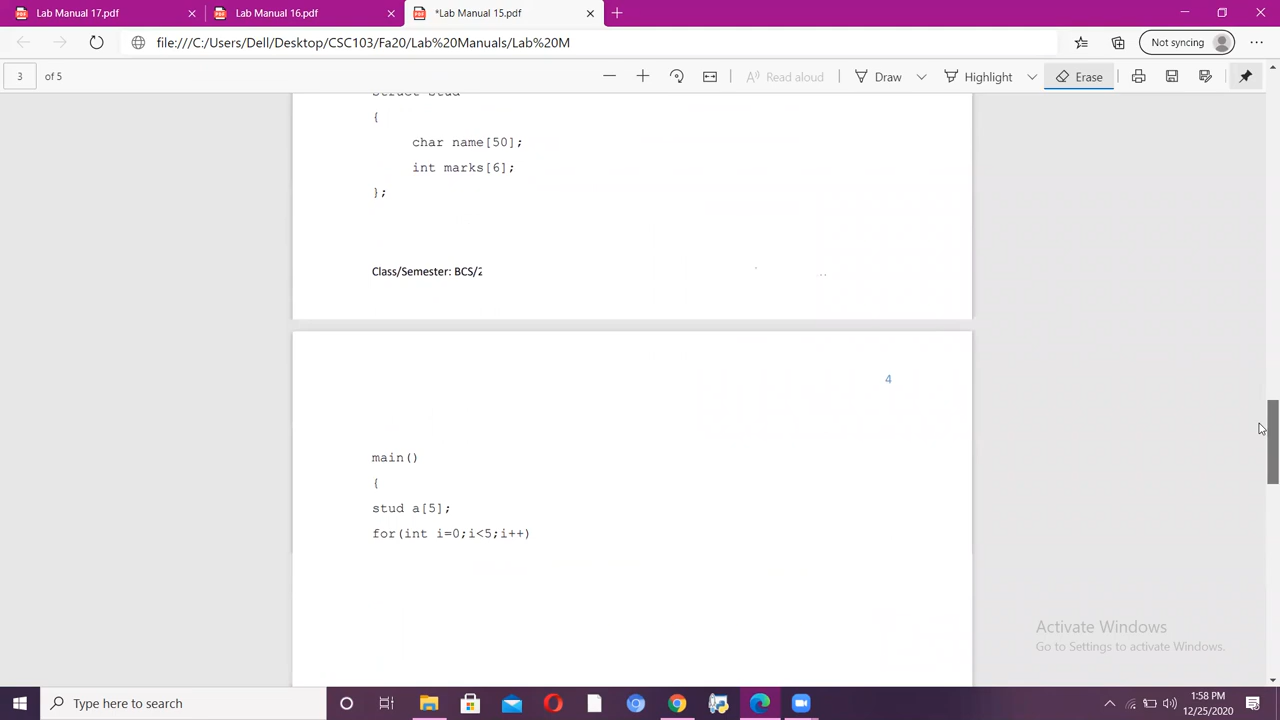 Lab Manual 17.pdf
Lab Manual 16.pdf
*Lab Manual 15.pdf
file:///C:/Users/Dell/Desktop/CSC103/Fa20/Lab%20Manuals/Lab%20M
Not syncing
3 of 5
Read aloud
Draw
Highlight
Erase
struct stud
{
char name[50];
int marks[6];
};
Class/Semester: BCS/2
4
main()
{
stud a[5];
for(int i=0;i<5;i++)
Activate Windows
Go to Settings to activate Windows.
Type here to search
1:58 PM
12/25/2020